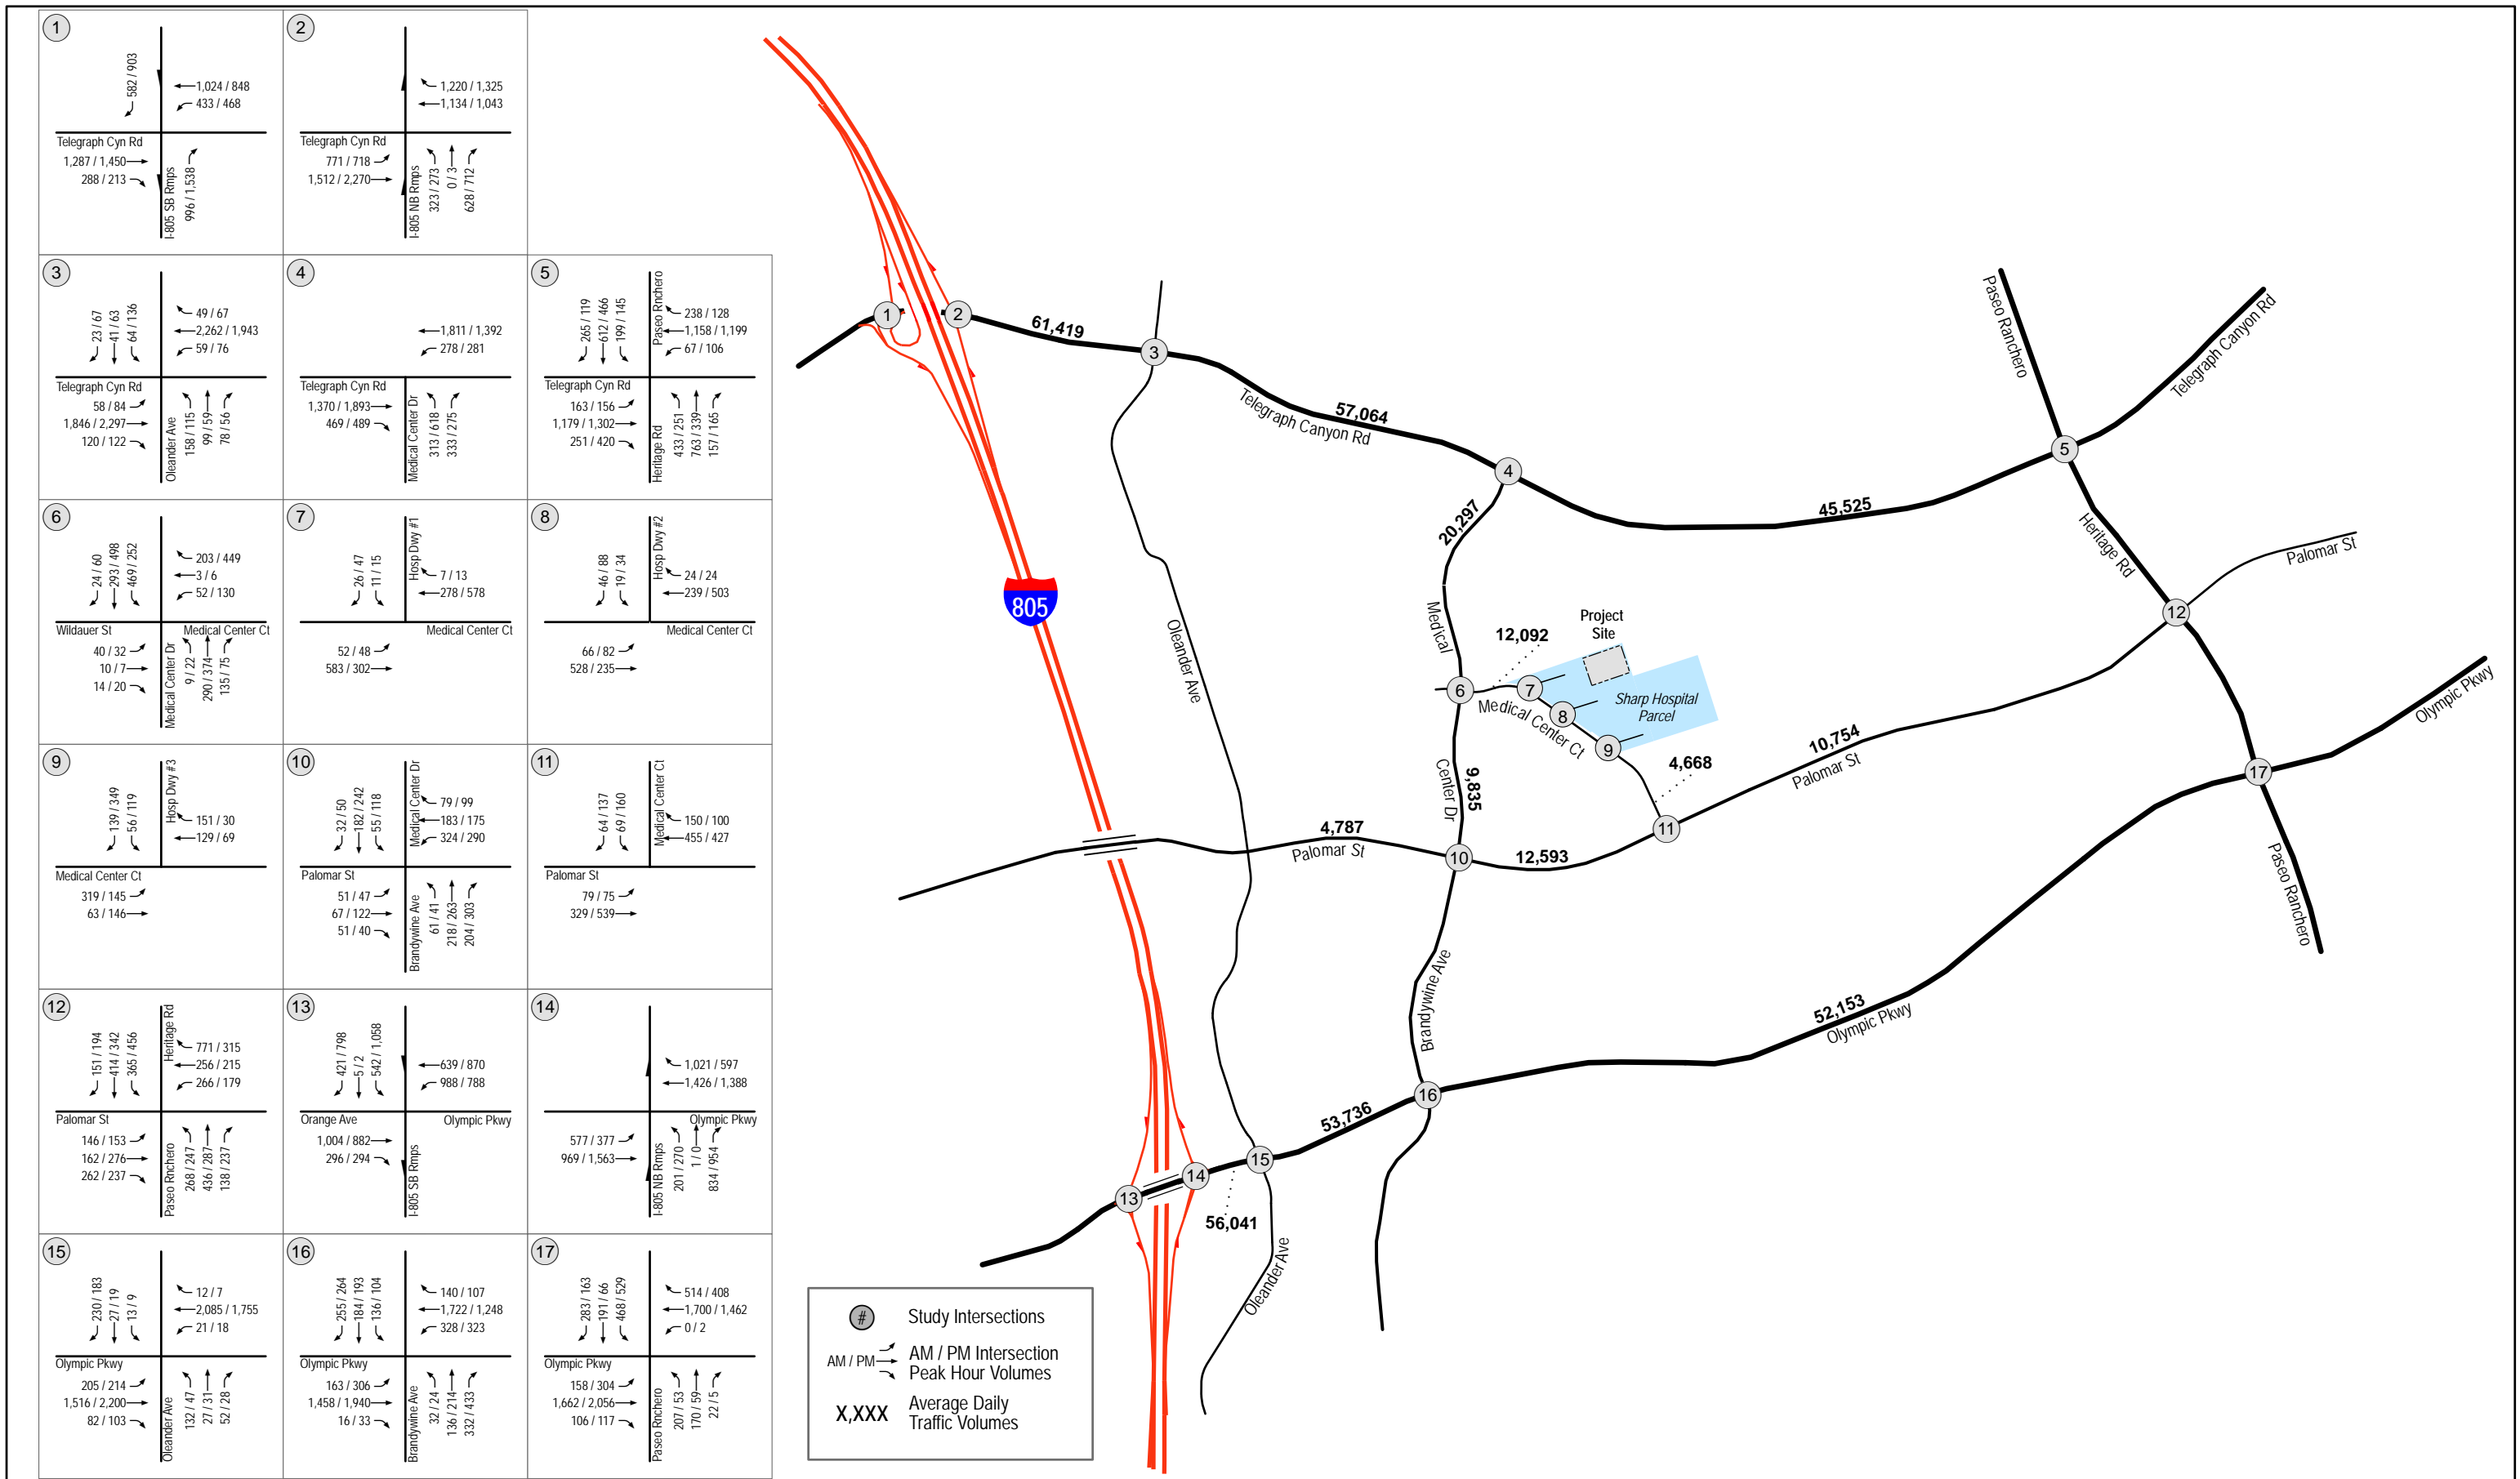 1
582 / 903
1,024 / 848
433 / 468
Telegraph Cyn Rd
1,287 / 1,450
288 / 213
I-805 SB Rmps
996 / 1,538
2
1,220 / 1,325
1,134 / 1,043
Telegraph Cyn Rd
771 / 718
1,512 / 2,270
I-805 NB Rmps
323 / 273
0 / 3
628 / 712
3
23 / 67
41 / 63
64 / 136
49 / 67
2,262 / 1,943
59 / 76
Telegraph Cyn Rd
58 / 84
1,846 / 2,297
120 / 122
Oleander Ave
158 / 115
99 / 59
78 / 56
4
1,811 / 1,392
278 / 281
Telegraph Cyn Rd
1,370 / 1,893
469 / 489
Medical Center Dr
313 / 618
333 / 275
5
265 / 119
612 / 466
199 / 145
Paseo Rnchero
238 / 128
1,158 / 1,199
67 / 106
Telegraph Cyn Rd
163 / 156
1,179 / 1,302
251 / 420
Heritage Rd
433 / 251
763 / 339
157 / 165
6
24 / 60
293 / 498
469 / 252
203 / 449
3 / 6
52 / 130
Wildauer St
Medical Center Ct
40 / 32
10 / 7
14 / 20
Medical Center Dr
9 / 22
290 / 374
135 / 75
7
26 / 47
11 / 15
Hosp Dwy #1
7 / 13
278 / 578
Medical Center Ct
52 / 48
583 / 302
8
46 / 88
19 / 34
Hosp Dwy #2
24 / 24
239 / 503
Medical Center Ct
66 / 82
528 / 235
9
139 / 349
56 / 119
Hosp Dwy #3
151 / 30
129 / 69
Medical Center Ct
319 / 145
63 / 146
10
32 / 50
182 / 242
55 / 118
Medical Center Dr
79 / 99
183 / 175
324 / 290
Palomar St
51 / 47
67 / 122
51 / 40
Brandywine Ave
61 / 41
218 / 263
204 / 303
11
64 / 137
69 / 160
Medical Center Ct
150 / 100
455 / 427
Palomar St
79 / 75
329 / 539
12
151 / 194
414 / 342
365 / 456
Heritage Rd
771 / 315
256 / 215
266 / 179
Palomar St
146 / 153
162 / 276
262 / 237
Paseo Rnchero
268 / 247
436 / 287
138 / 237
13
421 / 798
5 / 2
542 / 1,058
639 / 870
988 / 788
Orange Ave
Olympic Pkwy
1,004 / 882
296 / 294
I-805 SB Rmps
14
1,021 / 597
1,426 / 1,388
Olympic Pkwy
577 / 377
969 / 1,563
I-805 NB Rmps
201 / 270
1 / 0
834 / 954
15
230 / 183
27 / 19
13 / 9
12 / 7
2,085 / 1,755
21 / 18
Olympic Pkwy
205 / 214
1,516 / 2,200
82 / 103
Oleander Ave
132 / 47
27 / 31
52 / 28
16
255 / 264
184 / 193
136 / 104
140 / 107
1,722 / 1,248
328 / 323
Olympic Pkwy
163 / 306
1,458 / 1,940
16 / 33
Brandywine Ave
32 / 24
136 / 214
332 / 433
17
283 / 163
191 / 66
468 / 529
514 / 408
1,700 / 1,462
0 / 2
Olympic Pkwy
158 / 304
1,662 / 2,056
106 / 117
Paseo Rnchero
207 / 53
170 / 59
22 / 5
1
2
61,419
3
Telegraph Canyon Rd
57,064
4
45,525
5
Paseo Ranchero
Telegraph Canyon Rd
Heritage Rd
Palomar St
12
20,297
Medical
Center Dr
805
Oleander Ave
12,092
Project
Site
Sharp Hospital
Parcel
6
7
8
9
Medical Center Ct
4,668
10,754
Palomar St
9,835
11
4,787
Palomar St
10
12,593
17
Olympic Pkwy
Paseo Ranchero
Brandywine Ave
52,153
Olympic Pkwy
16
53,736
15
14
13
56,041
Oleander Ave
#
Study Intersections
AM / PM
AM / PM Intersection
Peak Hour Volumes
X,XXX
Average Daily
Traffic Volumes